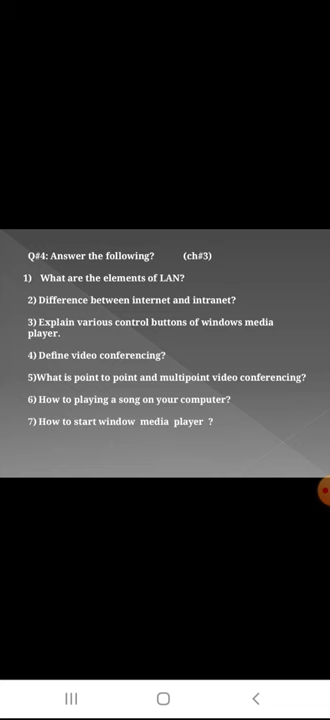 Q#4: Answer the following? (ch#3)
1) What are the elements of LAN?
2) Difference between internet and intranet?
3) Explain various control buttons of windows media
player.
4) Define video conferencing?
5)What is point to point and multipoint video conferencing?
6) How to playing a song on your computer?
7) How to start window media player ?